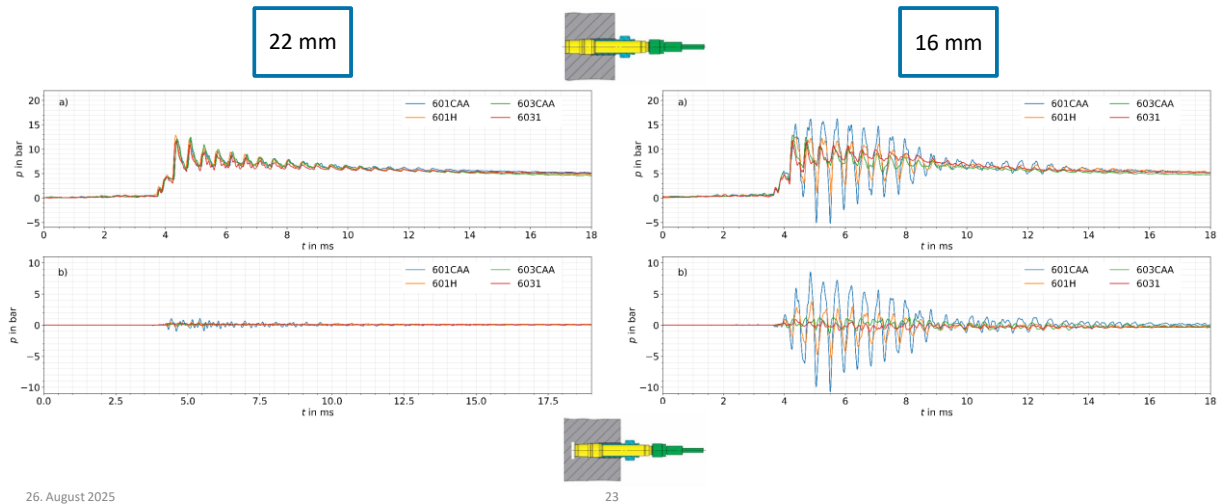 22 mm
16 mm
a)
601CAA
603CAA
601H
6031
p in bar
20
15
10
5
0
−5
0 2 4 6 8 10 12 14 16 18
t in ms
b)
601CAA
603CAA
601H
6031
p in bar
10
5
0
−5
−10
0.0 2.5 5.0 7.5 10.0 12.5 15.0 17.5
t in ms
a)
601CAA
603CAA
601H
6031
p in bar
20
15
10
5
0
−5
0 2 4 6 8 10 12 14 16 18
t in ms
b)
601CAA
603CAA
601H
6031
p in bar
10
5
0
−5
−10
0 2 4 6 8 10 12 14 16 18
t in ms
26. August 2025
23